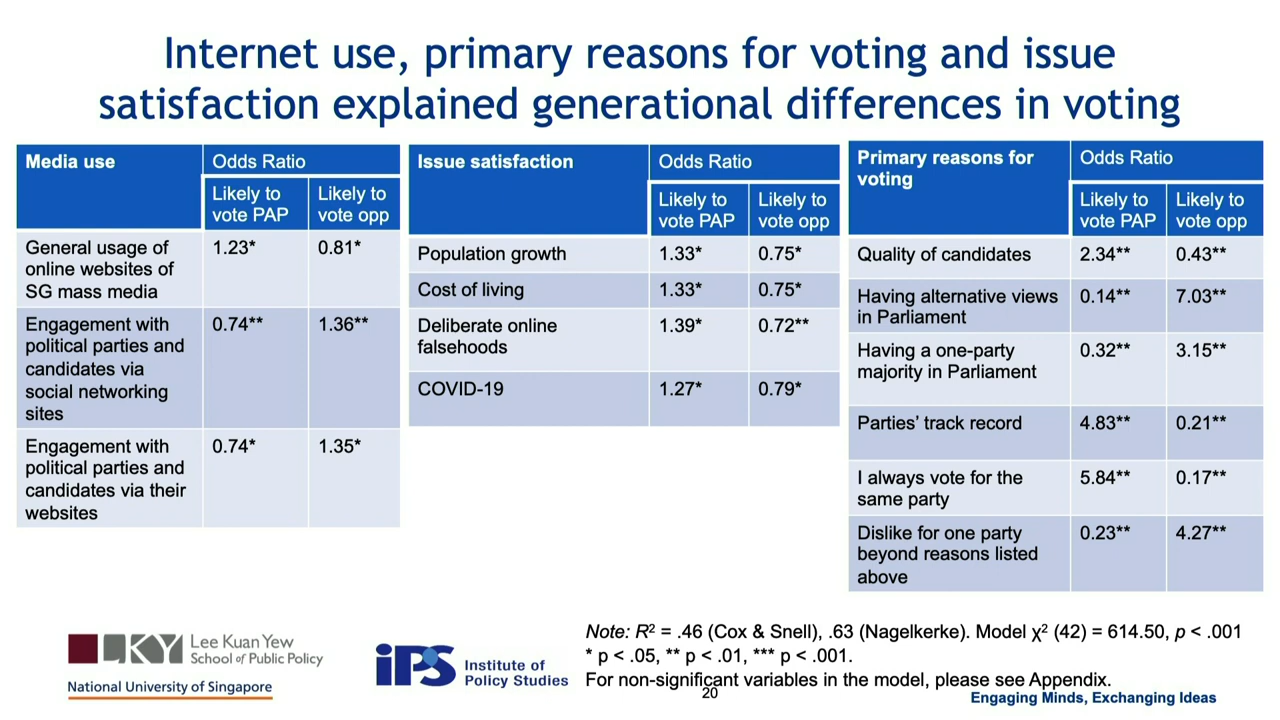 Internet use, primary reasons for voting and issue
satisfaction explained generational differences in voting
Media use
Odds Ratio
Likely to
vote PAP
Likely to
vote opp
General usage of
online websites of
SG mass media
1.23*
0.81*
Engagement with
political parties and
candidates via
social networking
sites
0.74**
1.36**
Engagement with
political parties and
candidates via their
websites
0.74*
1.35*
Issue satisfaction
Odds Ratio
Likely to
vote PAP
Likely to
vote opp
Population growth
1.33*
0.75*
Cost of living
1.33*
0.75*
Deliberate online
falsehoods
1.39*
0.72**
COVID-19
1.27*
0.79*
Primary reasons for
voting
Odds Ratio
Likely to
vote PAP
Likely to
vote opp
Quality of candidates
2.34**
0.43**
Having alternative views
in Parliament
0.14**
7.03**
Having a one-party
majority in Parliament
0.32**
3.15**
Parties’ track record
4.83**
0.21**
I always vote for the
same party
5.84**
0.17**
Dislike for one party
beyond reasons listed
above
0.23**
4.27**
LKY
Lee Kuan Yew
School of Public Policy
National University of Singapore
iPS
Institute of
Policy Studies
Note: R² = .46 (Cox & Snell), .63 (Nagelkerke). Model χ² (42) = 614.50, p < .001
* p < .05, ** p < .01, *** p < .001.
For non-significant variables in the model, please see Appendix.
20
Engaging Minds, Exchanging Ideas